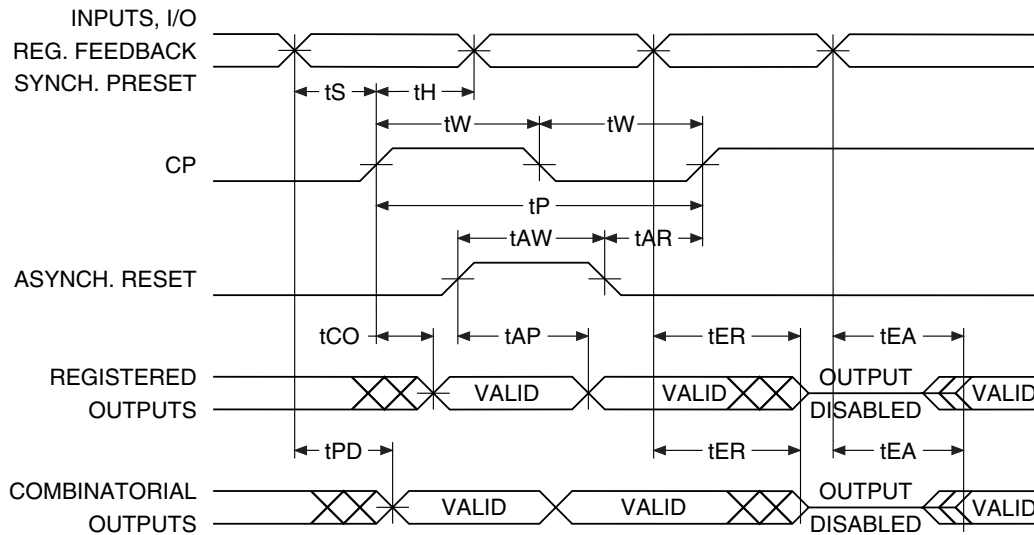 INPUTS, I/O
REG. FEEDBACK
SYNCH. PRESET
tS tH
tW tW
CP
tP
tAW tAR
ASYNCH. RESET
tCO tAP tER tEA
REGISTERED OUTPUT
VALID VALID VALID
OUTPUTS DISABLED
tPD tER tEA
COMBINATORIAL OUTPUT
VALID VALID VALID
OUTPUTS DISABLED